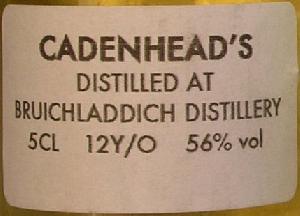 CADENHEAD'S
DISTILLED AT
BRUICHLADDICH DISTILLERY
5CL 12Y/O 56% vol